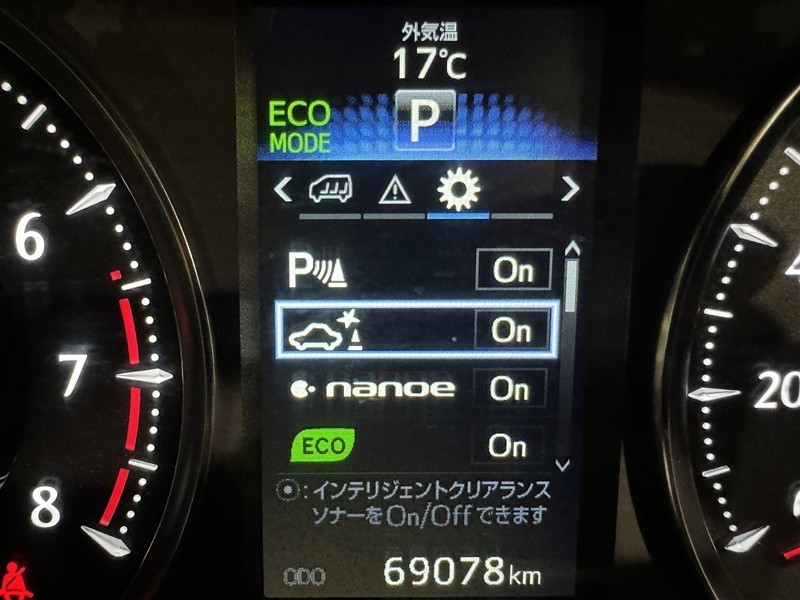 外気温
17℃
ECO
MODE
P
P On
On
nanoe On
ECO On
:インテリジェントクリアランス
ソナーをOn/Offできます
ODO 69078km
6
7
8
20